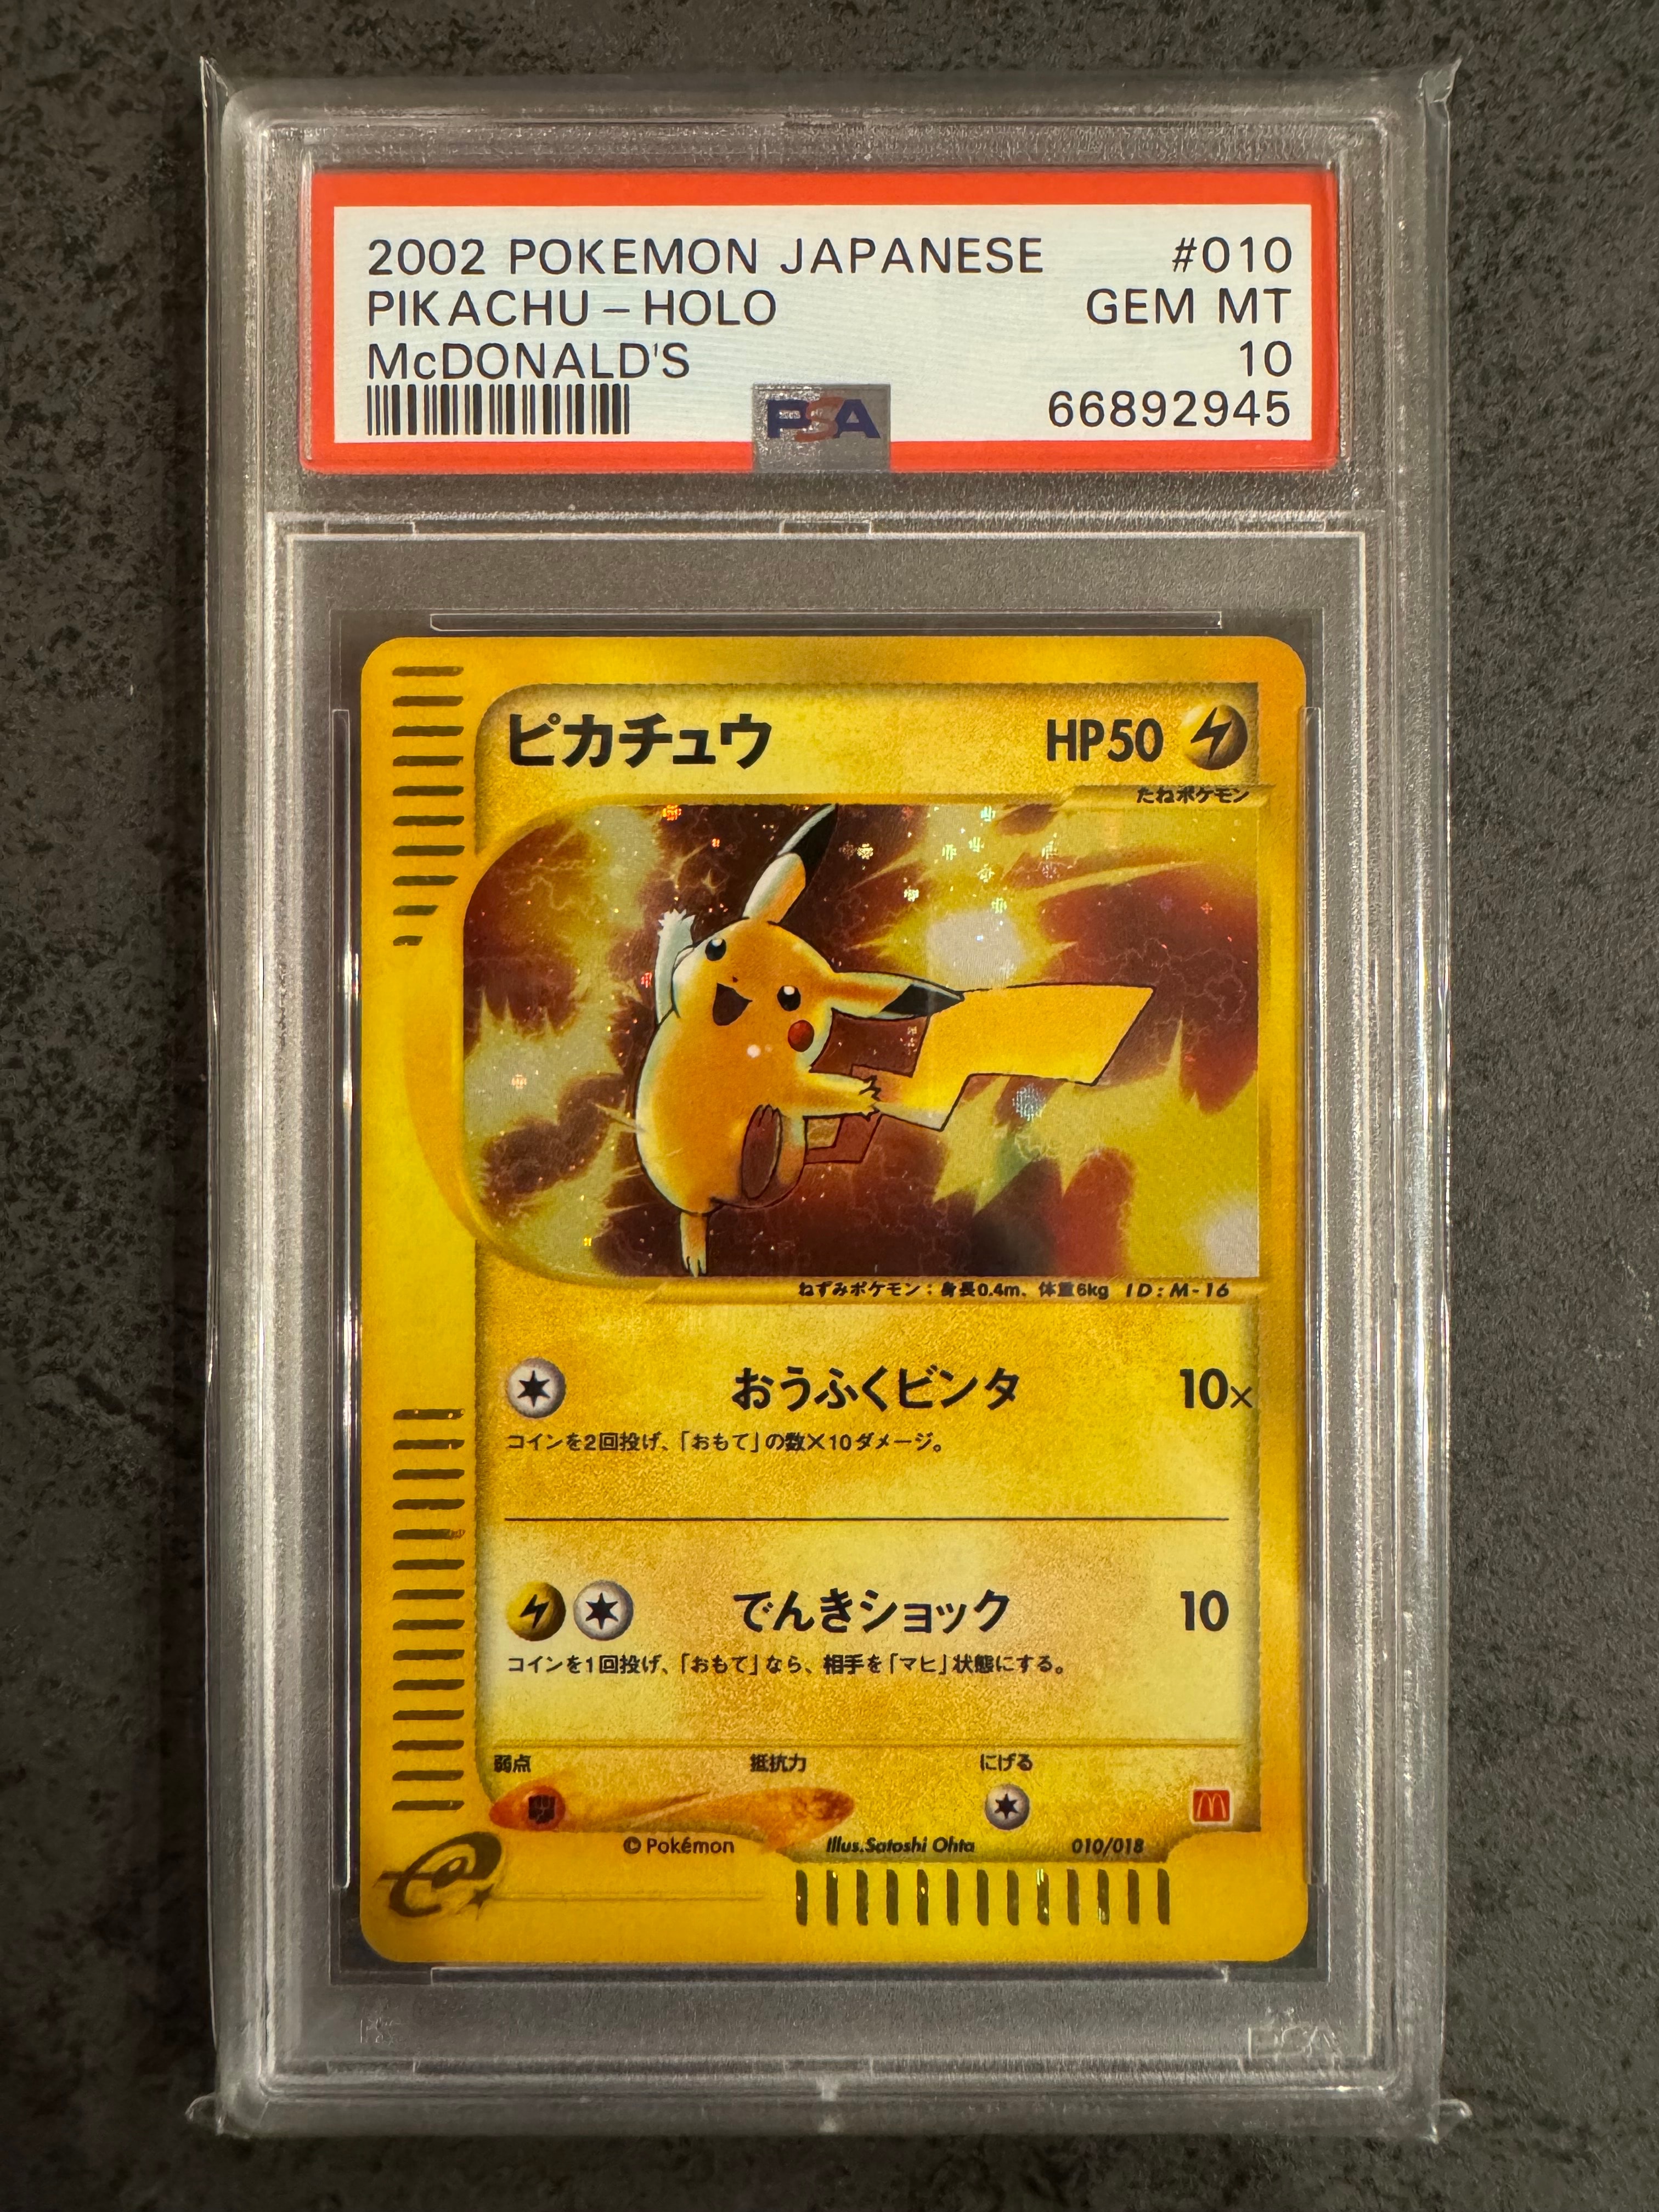 2002 POKEMON JAPANESE #010
PIKACHU – HOLO GEM MT
McDONALD'S 10
66892945
PSA
ピカチュウ HP50
たねポケモン
ねずみポケモン：身長0.4m、体重6kg ID:M-16
おうふくビンタ 10×
コインを2回投げ、「おもて」の数×10ダメージ。
でんきショック 10
コインを1回投げ、「おもて」なら、相手を「マヒ」状態にする。
弱点 抵抗力 にげる
© Pokémon Illus.Satoshi Ohta 010/018
e
PSA